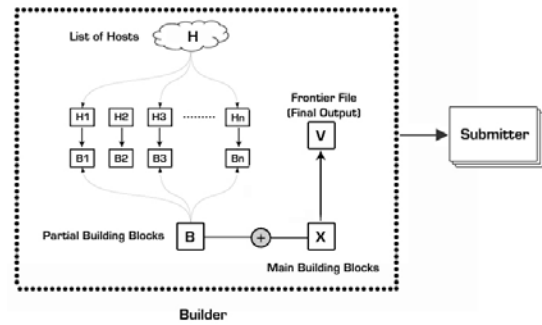 List of Hosts
H
H1 H2 H3 Hn
B1 B2 B3 Bn
Frontier File
(Final Output)
V
Submitter
Partial Building Blocks
B
+
X
Main Building Blocks
Builder